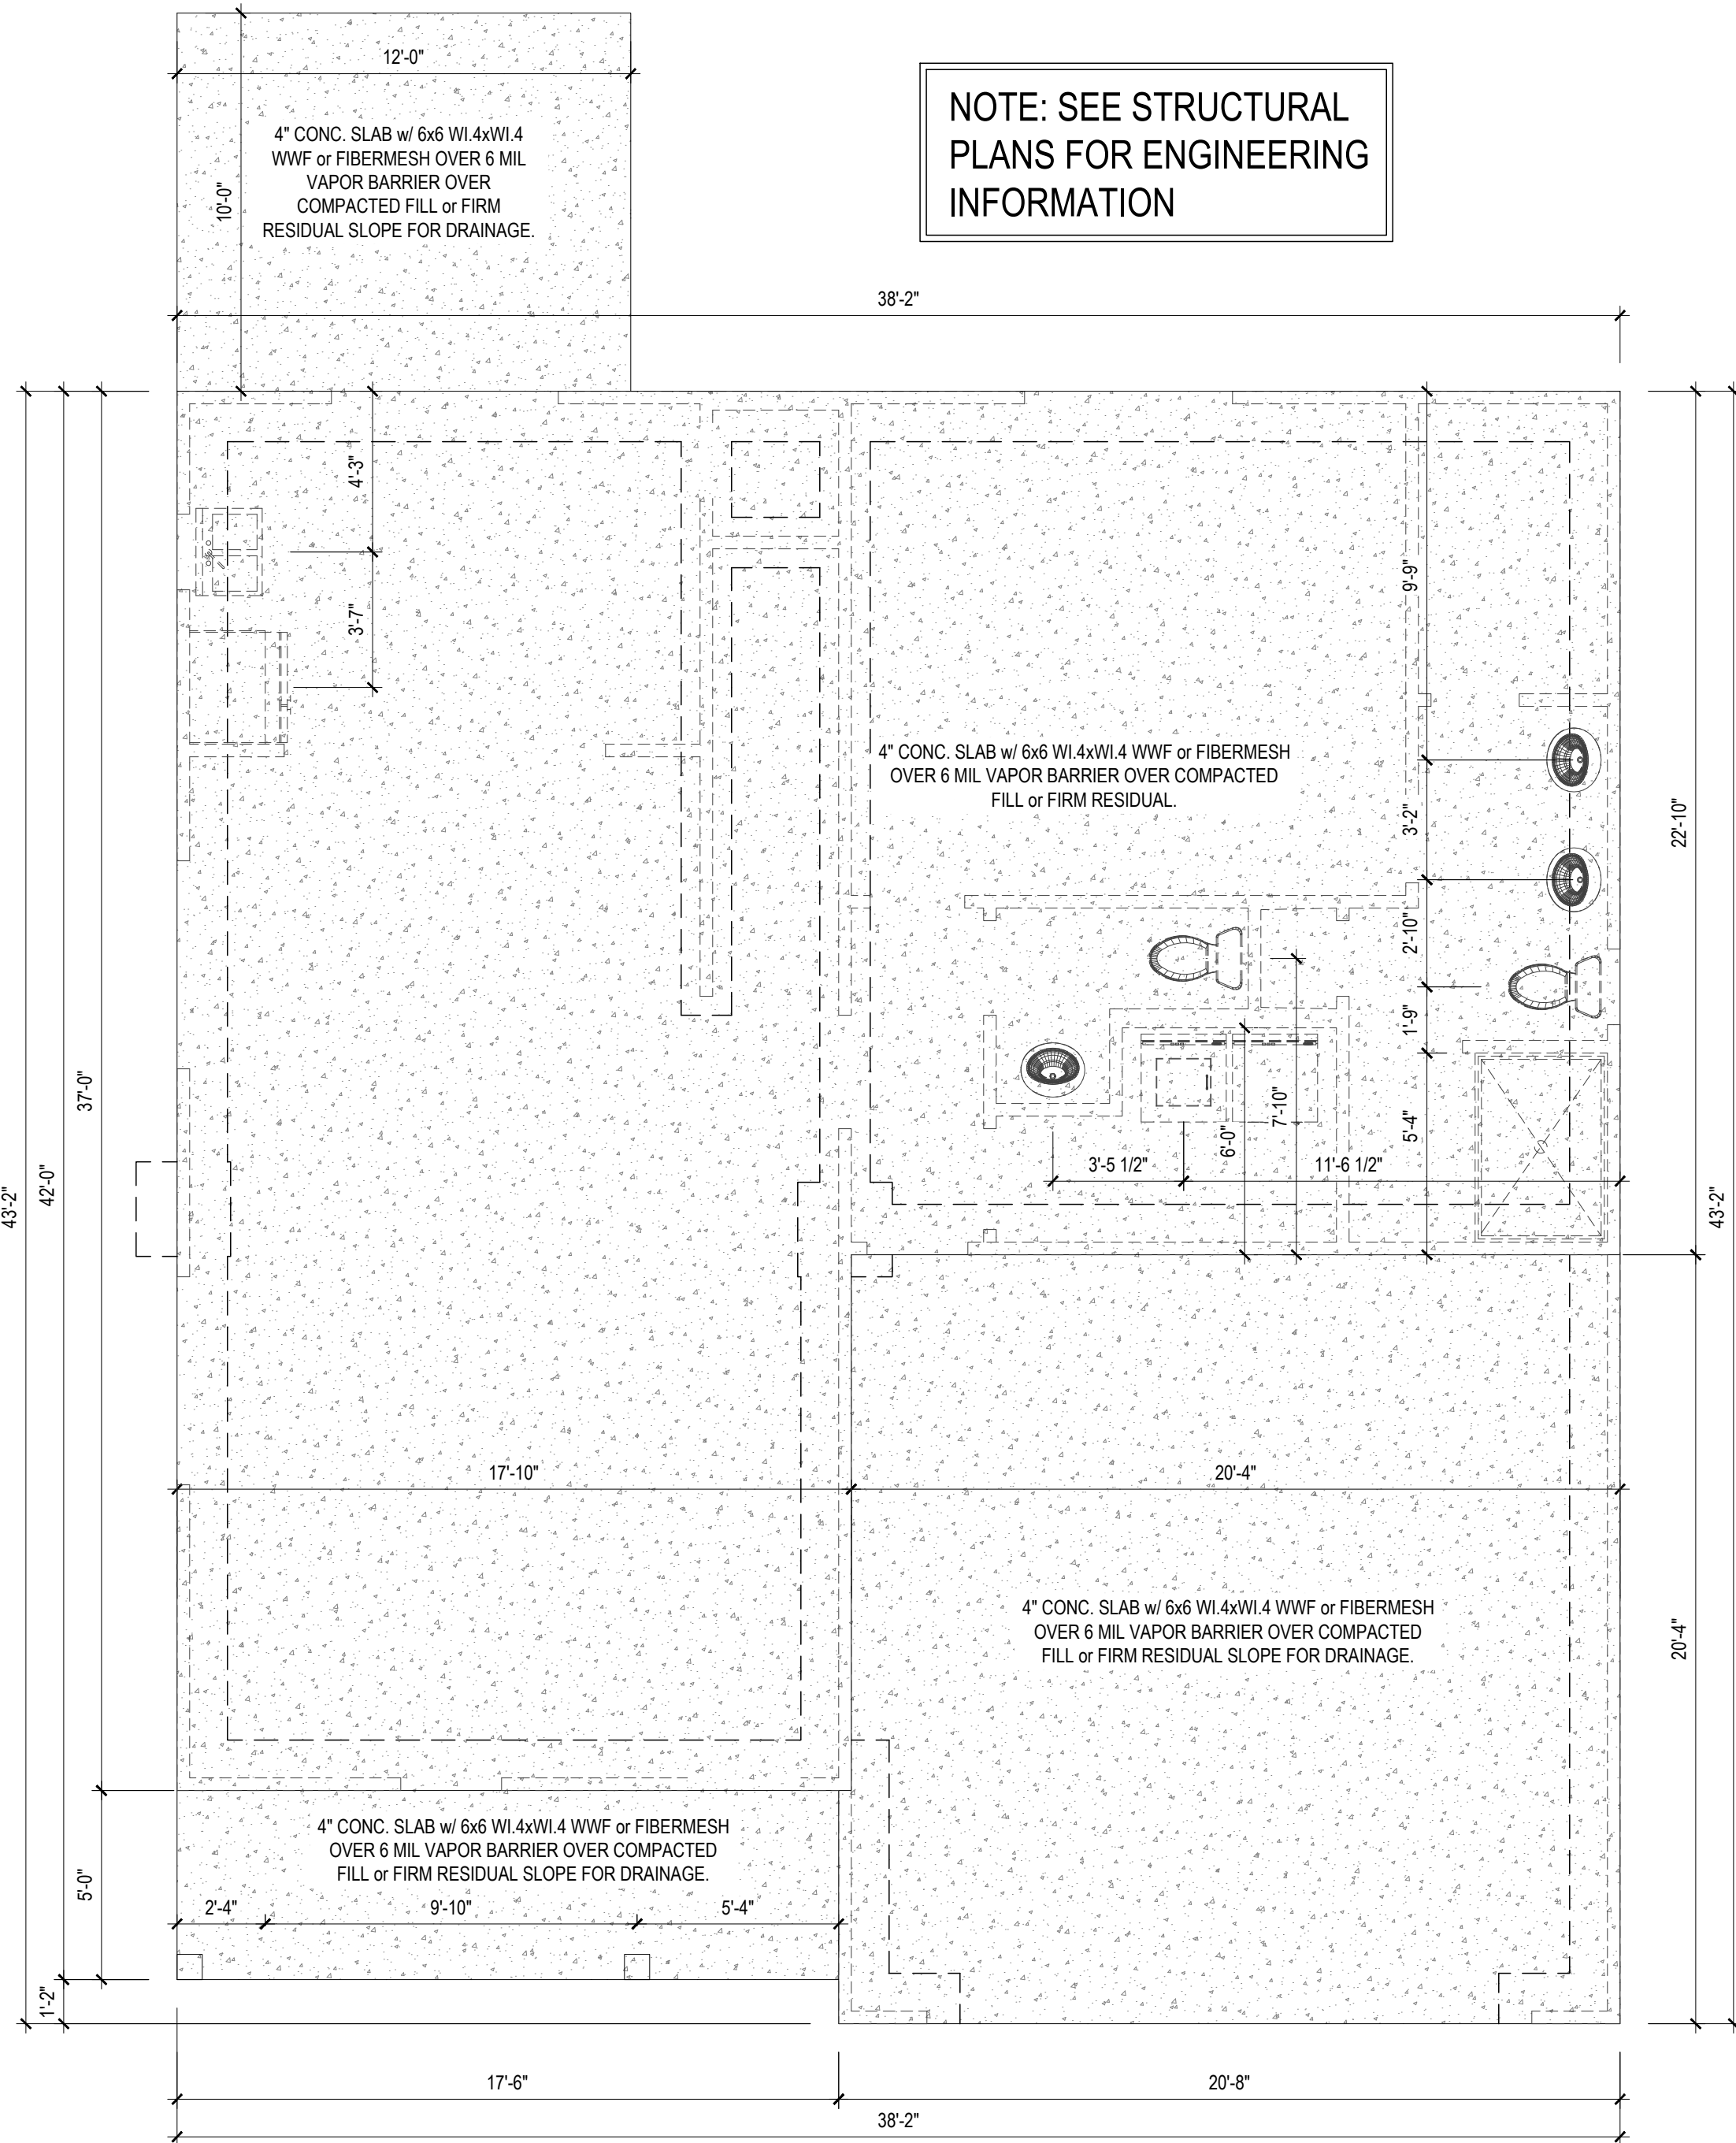 12'-0"
4" CONC. SLAB w/ 6x6 WI.4xWI.4
WWF or FIBERMESH OVER 6 MIL
VAPOR BARRIER OVER
COMPACTED FILL or FIRM
RESIDUAL SLOPE FOR DRAINAGE.
10'-0"
NOTE: SEE STRUCTURAL
PLANS FOR ENGINEERING
INFORMATION
38'-2"
4'-3"
3'-7"
9'-9"
4" CONC. SLAB w/ 6x6 WI.4xWI.4 WWF or FIBERMESH
OVER 6 MIL VAPOR BARRIER OVER COMPACTED
FILL or FIRM RESIDUAL.
3'-2"
22'-10"
2'-10"
1'-9"
5'-4"
7'-10"
6'-0"
3'-5 1/2"
11'-6 1/2"
37'-0"
42'-0"
43'-2"
43'-2"
17'-10"
20'-4"
4" CONC. SLAB w/ 6x6 WI.4xWI.4 WWF or FIBERMESH
OVER 6 MIL VAPOR BARRIER OVER COMPACTED
FILL or FIRM RESIDUAL SLOPE FOR DRAINAGE.
20'-4"
4" CONC. SLAB w/ 6x6 WI.4xWI.4 WWF or FIBERMESH
OVER 6 MIL VAPOR BARRIER OVER COMPACTED
FILL or FIRM RESIDUAL SLOPE FOR DRAINAGE.
5'-0"
2'-4"
9'-10"
5'-4"
1'-2"
17'-6"
20'-8"
38'-2"